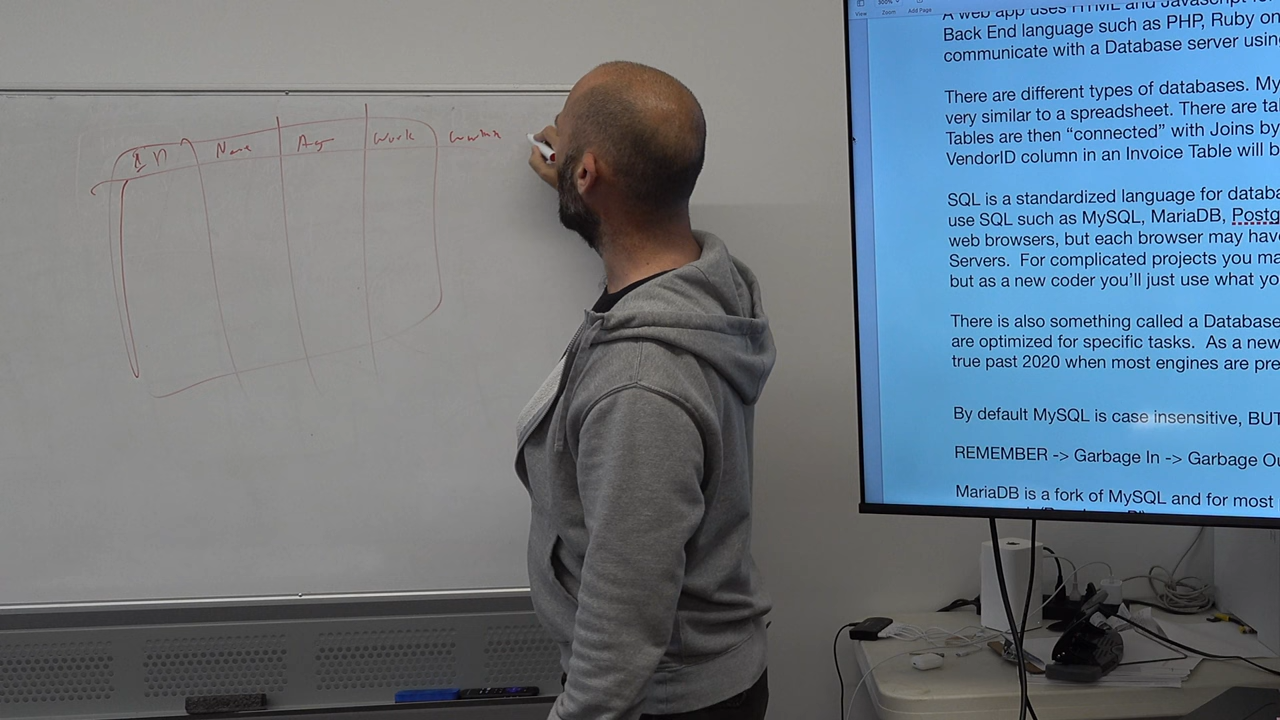 Name Age Work
View Zoom Add Page
300%
A web app uses HTML and Javascript for
Back End language such as PHP, Ruby on
communicate with a Database server usin
There are different types of databases. My
very similar to a spreadsheet. There are ta
Tables are then “connected” with Joins by
VendorID column in an Invoice Table will b
SQL is a standardized language for databa
use SQL such as MySQL, MariaDB, Postg
web browsers, but each browser may hav
Servers. For complicated projects you ma
but as a new coder you’ll just use what yo
There is also something called a Database
are optimized for specific tasks. As a new
true past 2020 when most engines are pre
By default MySQL is case insensitive, BUT
REMEMBER -> Garbage In -> Garbage Ou
MariaDB is a fork of MySQL and for most